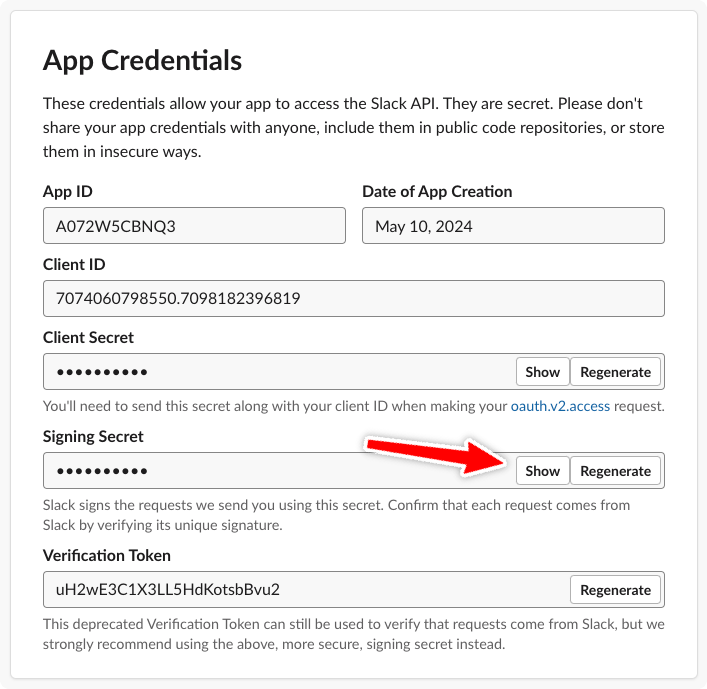 App Credentials
These credentials allow your app to access the Slack API. They are secret. Please don't
share your app credentials with anyone, include them in public code repositories, or store
them in insecure ways.
App ID
Date of App Creation
A072W5CBNQ3
May 10, 2024
Client ID
7074060798550.7098182396819
Client Secret
••••••••••
Show
Regenerate
You'll need to send this secret along with your client ID when making your oauth.v2.access request.
Signing Secret
••••••••••
Show
Regenerate
Slack signs the requests we send you using this secret. Confirm that each request comes from
Slack by verifying its unique signature.
Verification Token
uH2wE3C1X3LL5HdKotsbBvu2
Regenerate
This deprecated Verification Token can still be used to verify that requests come from Slack, but we
strongly recommend using the above, more secure, signing secret instead.